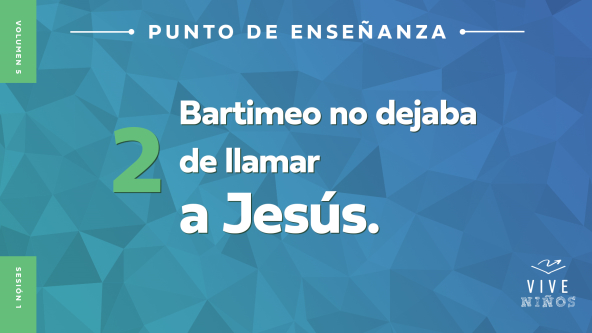 VOLUMEN 5
PUNTO DE ENSEÑANZA
2
Bartimeo no dejaba
de llamar
a Jesús.
SESIÓN 1
VIVE
NIÑOS